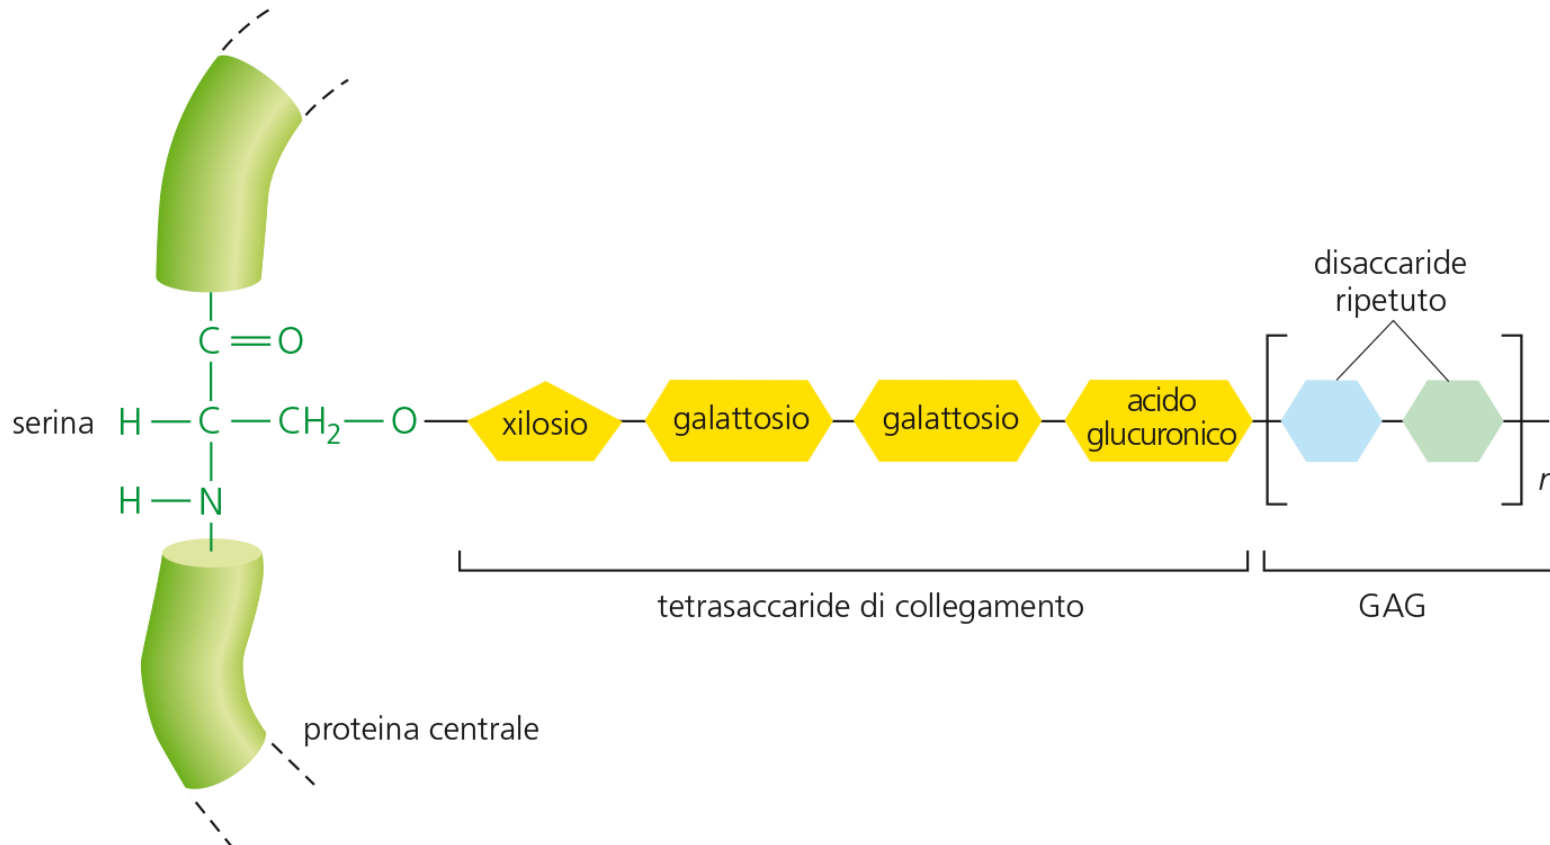 disaccaride
ripetuto
C=O
serina H—C—CH2—O
xilosio
galattosio
galattosio
acido
glucuronico
H—N
n
tetrasaccaride di collegamento
GAG
proteina centrale